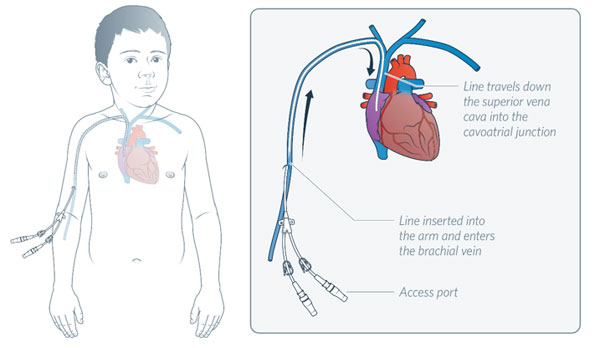 Line travels down
the superior vena
cava into the
cavoatrial junction
Line inserted into
the arm and enters
the brachial vein
Access port